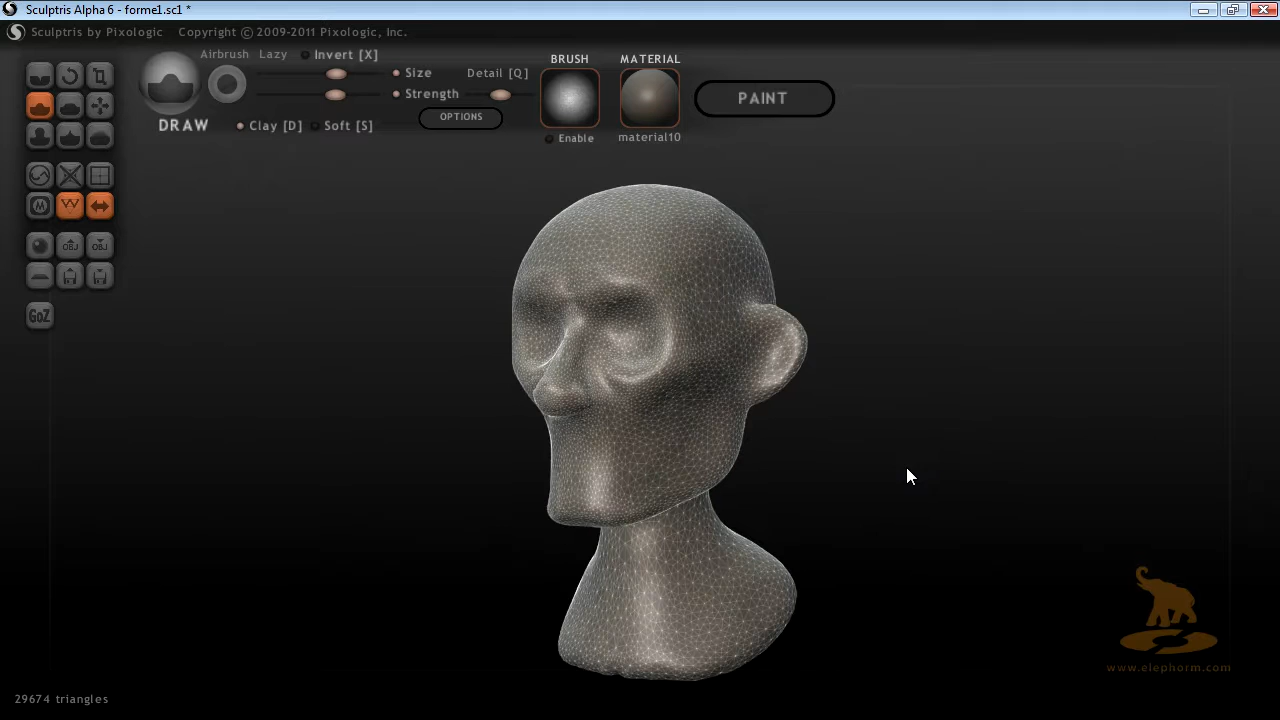 Sculptris Alpha 6 - forme1.sc1 *
Sculptris by Pixologic Copyright © 2009-2011 Pixologic, Inc.
Airbrush Lazy Invert [X]
Size Detail [Q]
Strength
OPTIONS
DRAW Clay [D] Soft [S]
BRUSH
Enable
MATERIAL
material10
PAINT
M
OBJ OBJ
GoZ
www.elephorm.com
29674 triangles